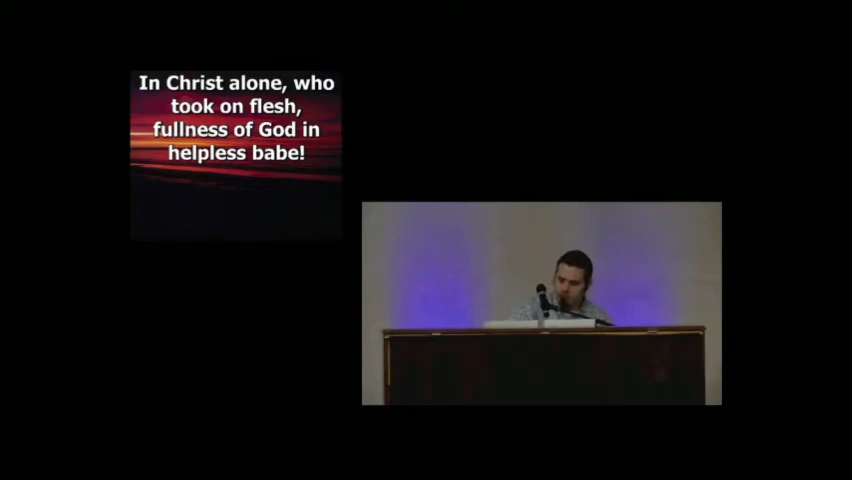 In Christ alone, who
took on flesh,
fullness of God in
helpless babe!